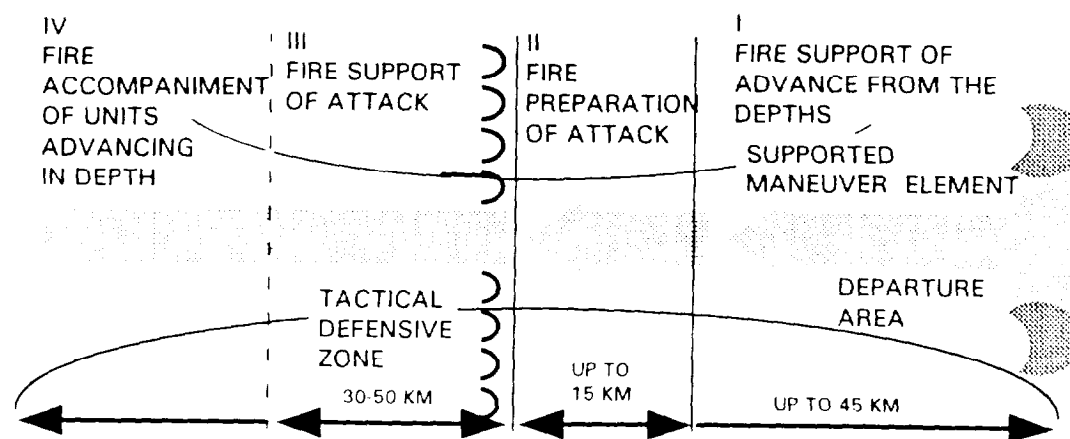 IV
FIRE
ACCOMPANIMENT
OF UNITS
ADVANCING
IN DEPTH
III
FIRE SUPPORT
OF ATTACK
II
FIRE
PREPARATION
OF ATTACK
I
FIRE SUPPORT OF
ADVANCE FROM THE
DEPTHS
SUPPORTED
MANEUVER ELEMENT
TACTICAL
DEFENSIVE
ZONE
DEPARTURE
AREA
30-50 KM
UP TO
15 KM
UP TO 45 KM